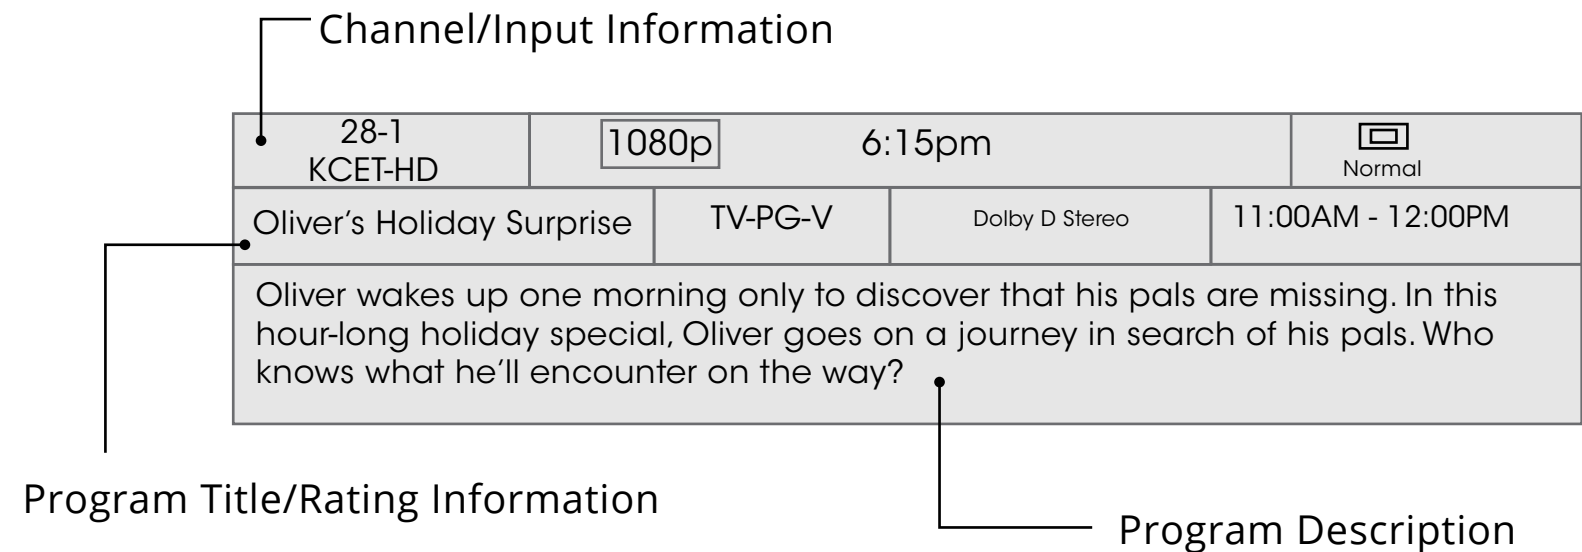 Channel/Input Information
28-1
KCET-HD
1080p
6:15pm
Normal
Oliver’s Holiday Surprise
TV-PG-V
Dolby D Stereo
11:00AM - 12:00PM
Oliver wakes up one morning only to discover that his pals are missing. In this
hour-long holiday special, Oliver goes on a journey in search of his pals. Who
knows what he’ll encounter on the way?
Program Title/Rating Information
Program Description